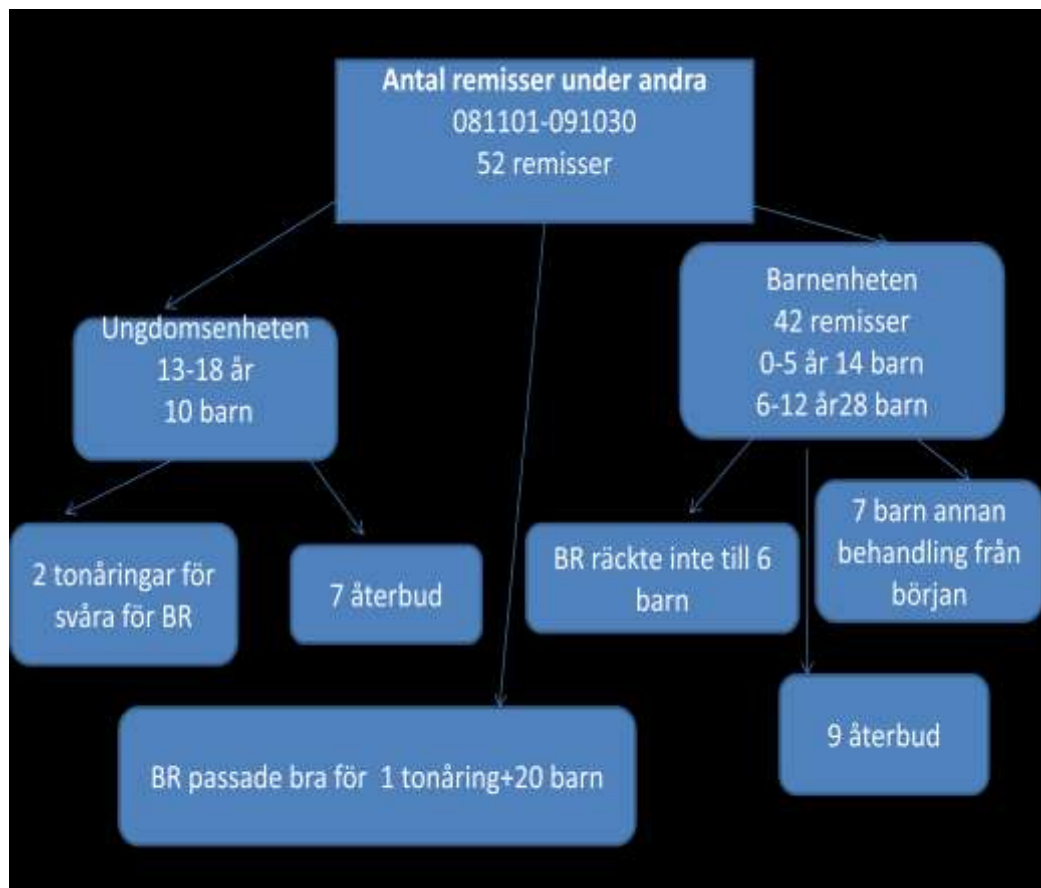 Antal remisser under andra
081101-091030
52 remisser
Ungdomsenheten
13-18 år
10 barn
Barnenheten
42 remisser
0-5 år 14 barn
6-12 år28 barn
2 tonåringar för
svåra för BR
7 återbud
BR räckte inte till 6
barn
7 barn annan
behandling från
början
9 återbud
BR passade bra för 1 tonåring+20 barn